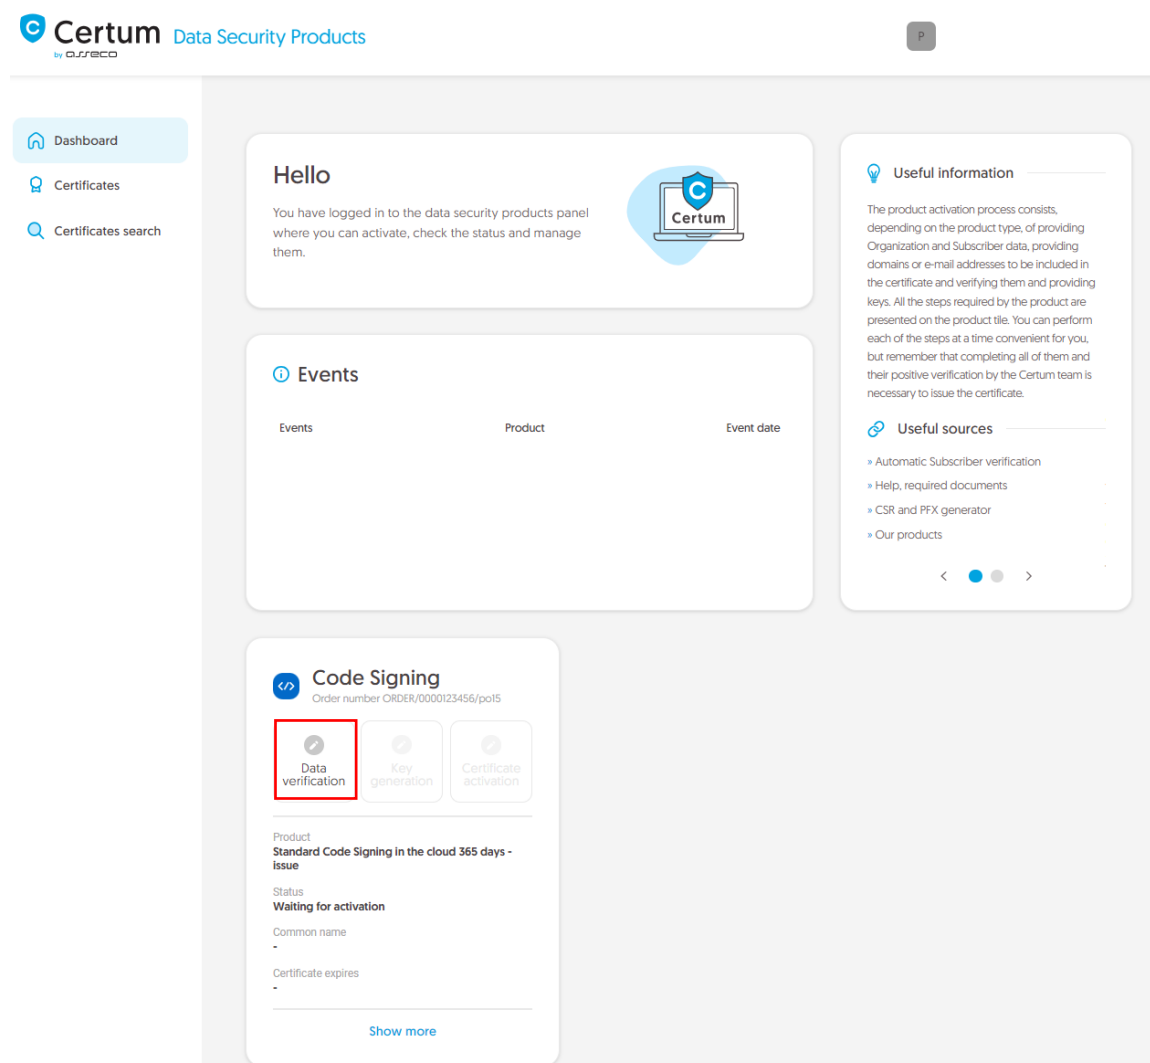 Certum Data Security Products
by asseco
P
Dashboard
Certificates
Certificates search
Hello
You have logged in to the data security products panel
where you can activate, check the status and manage
them.
Certum
Events
Events Product Event date
Useful information
The product activation process consists,
depending on the product type, of providing
Organization and Subscriber data, providing
domains or e-mail addresses to be included in
the certificate and verifying them and providing
keys. All the steps required by the product are
presented on the product tile. You can perform
each of the steps at a time convenient for you,
but remember that completing all of them and
their positive verification by the Certum team is
necessary to issue the certificate.
Useful sources
» Automatic Subscriber verification
» Help, required documents
» CSR and PFX generator
» Our products
Code Signing
Order number ORDER/0000123456/po15
Data
verification
Key
generation
Certificate
activation
Product
Standard Code Signing in the cloud 365 days -
issue
Status
Waiting for activation
Common name
-
Certificate expires
-
Show more